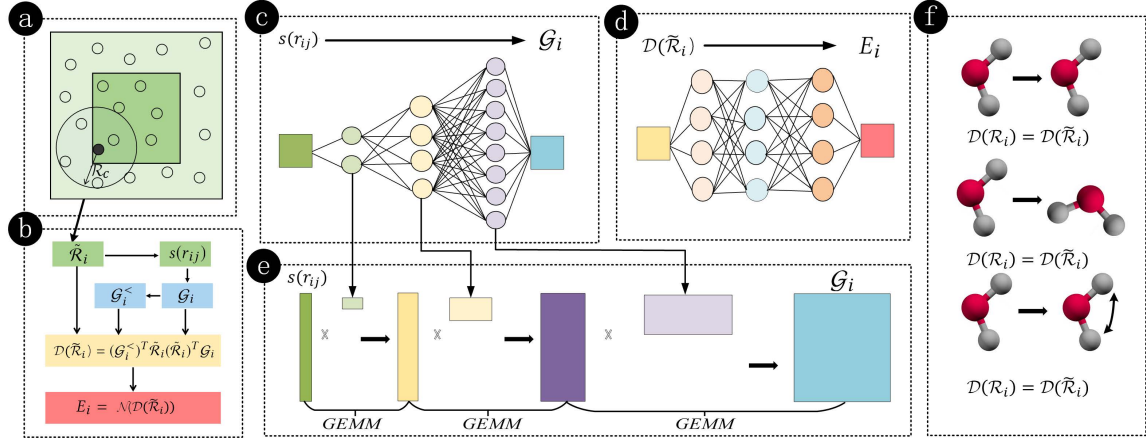 a
R_c
b
R̃_i
s(r_ij)
G_i^<
G_i
D(R̃_i) = (G_i^<)^T R̃_i(R̃_i)^T G_i
E_i = N(D(R̃_i))
c
s(r_ij)
G_i
d
D(R̃_i)
E_i
e
s(r_ij)
G_i
X
X
X
GEMM
GEMM
GEMM
f
D(R_i) = D(R̃_i)
D(R_i) = D(R̃_i)
D(R_i) = D(R̃_i)